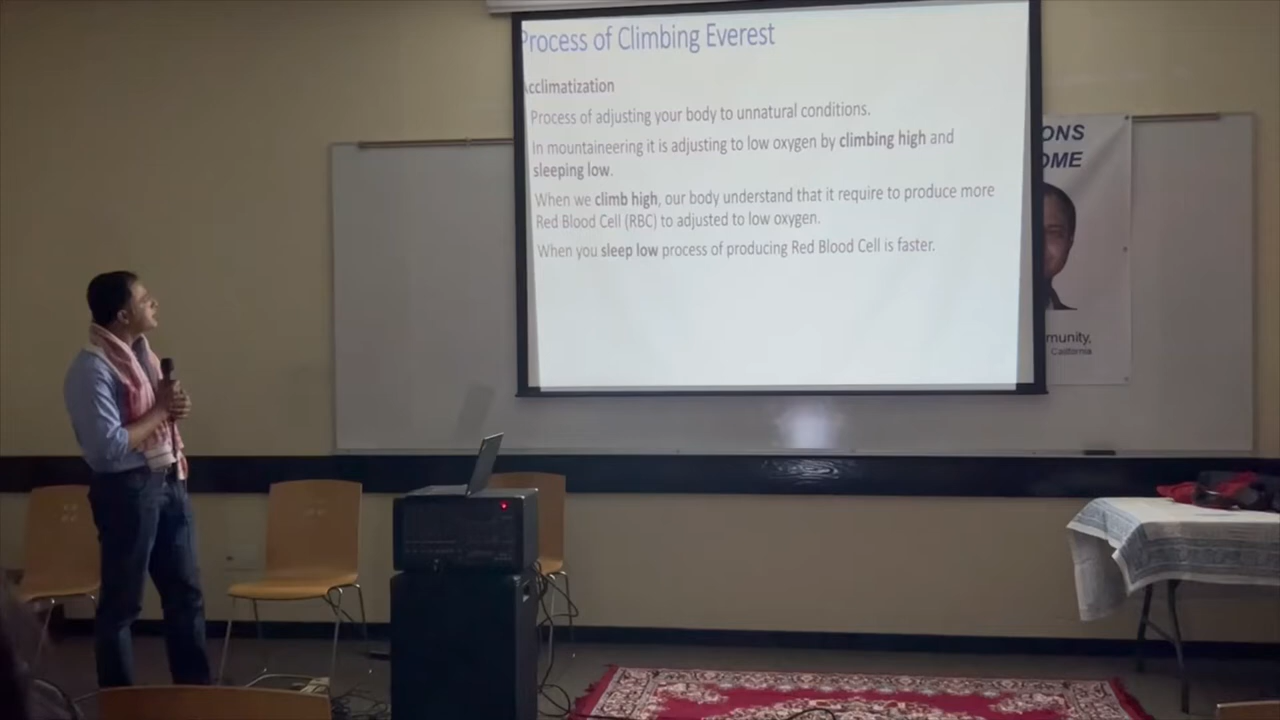 Process of Climbing Everest
Acclimatization
Process of adjusting your body to unnatural conditions.
In mountaineering it is adjusting to low oxygen by climbing high and
sleeping low.
When we climb high, our body understand that it require to produce more
Red Blood Cell (RBC) to adjusted to low oxygen.
When you sleep low process of producing Red Blood Cell is faster.
ONS
OME
munity,
California